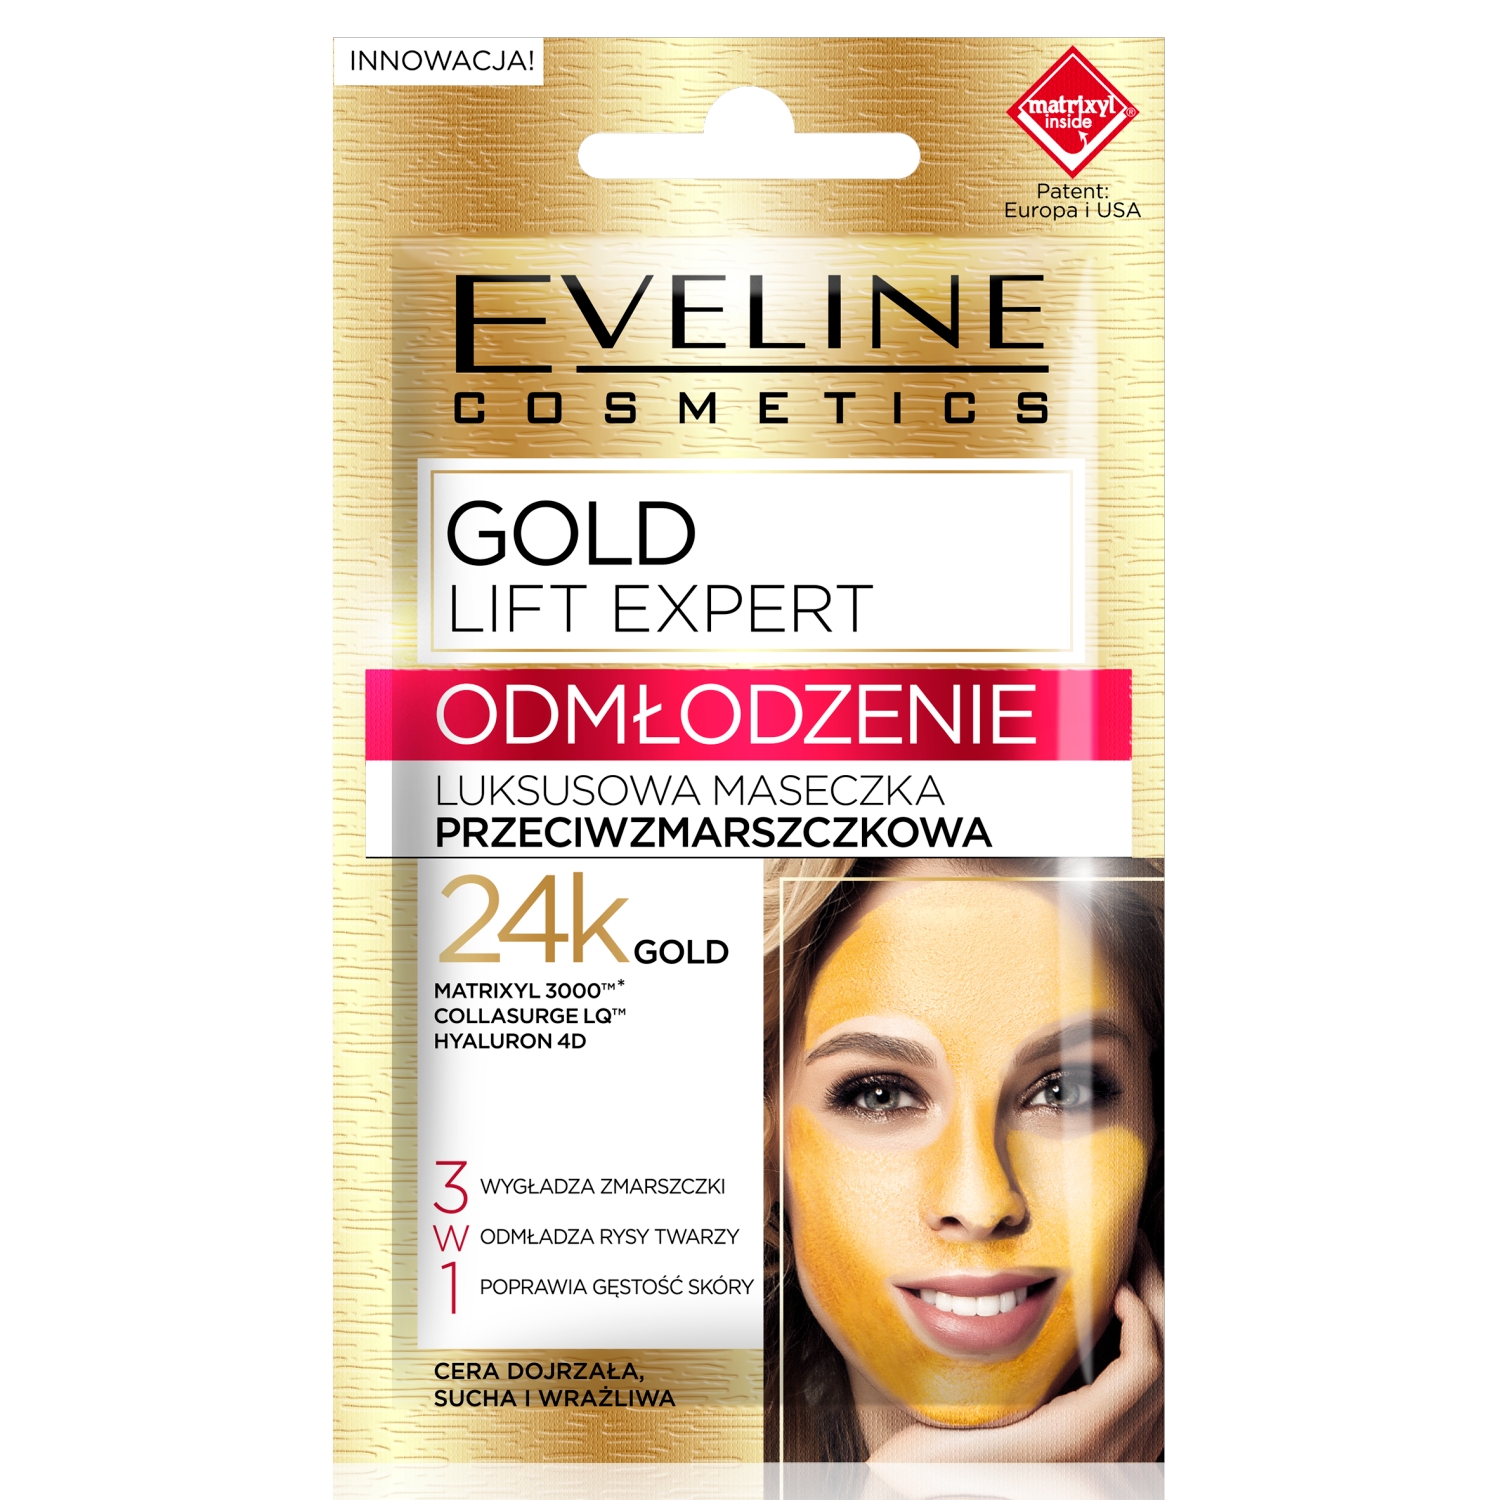 INNOWACJA!
matrixyl®
inside
Patent:
Europa i USA
EVELINE
COSMETICS
GOLD
LIFT EXPERT
ODMŁODZENIE
LUKSUSOWA MASECZKA
PRZECIWZMARSZCZKOWA
24k GOLD
MATRIXYL 3000™*
COLLASURGE LQ™
HYALURON 4D
3 WYGŁADZA ZMARSZCZKI
W ODMŁADZA RYSY TWARZY
1 POPRAWIA GĘSTOŚĆ SKÓRY
CERA DOJRZAŁA,
SUCHA I WRAŻLIWA